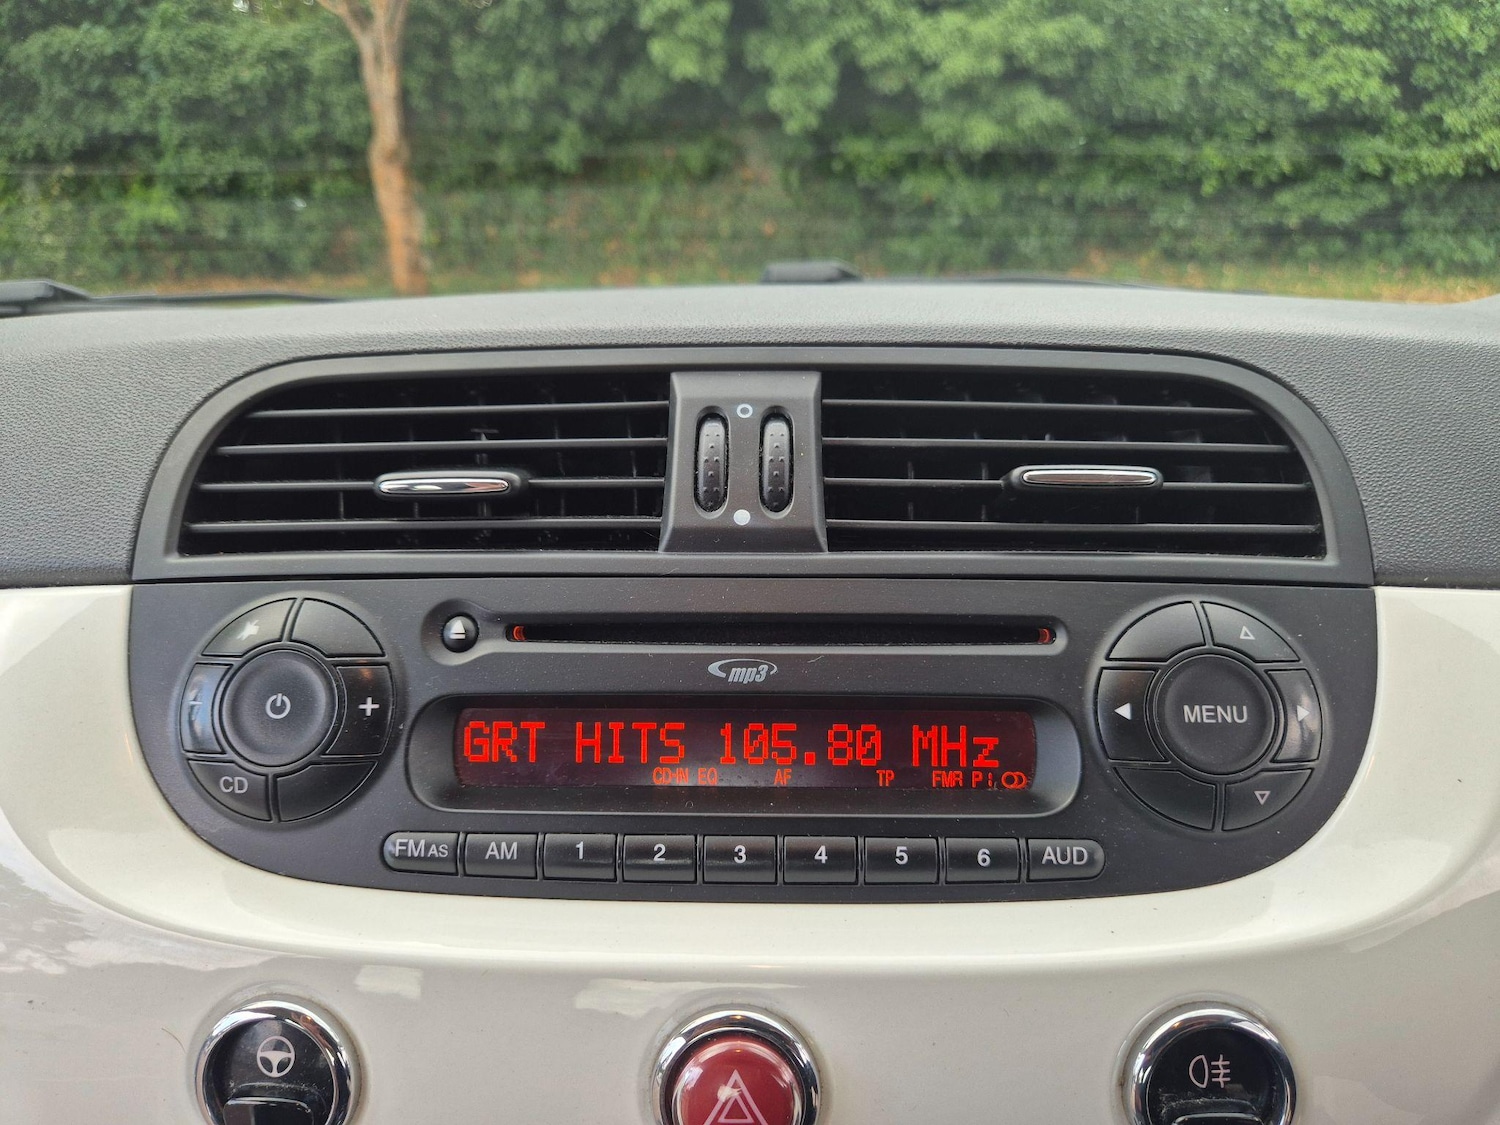 mp3
GRT HITS 105.80 MHz
CD-IN EQ AF TP FMR P1
- + MENU
CD
FM AS AM 1 2 3 4 5 6 AUD